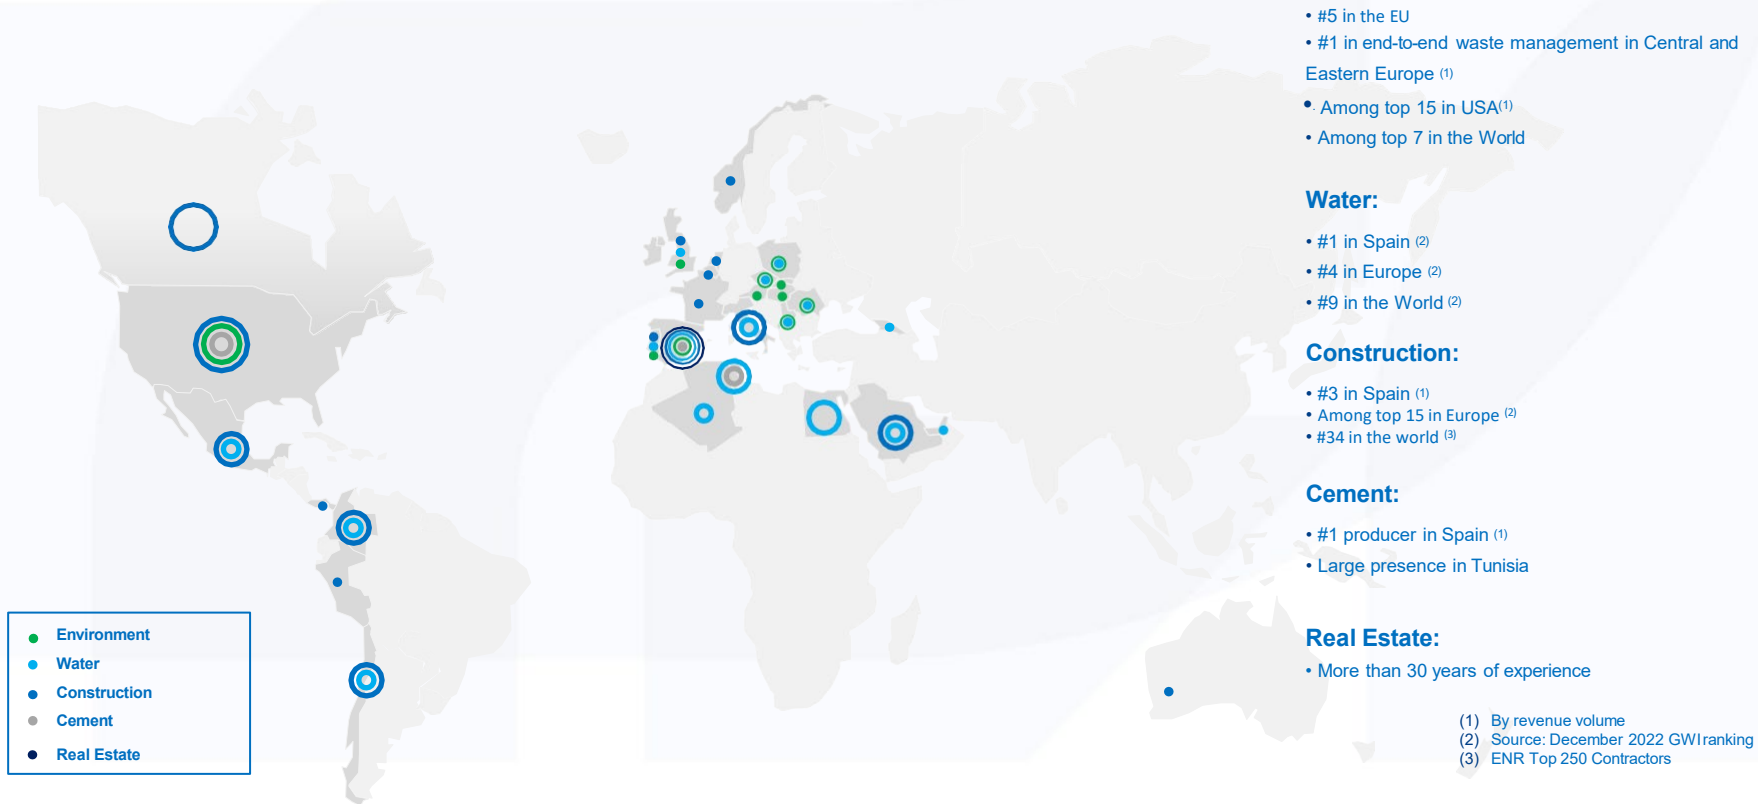 • #5 in the EU
• #1 in end-to-end waste management in Central and
Eastern Europe (1)
•. Among top 15 in USA(1)
• Among top 7 in the World
Water:
• #1 in Spain (2)
• #4 in Europe (2)
• #9 in the World (2)
Construction:
• #3 in Spain (1)
• Among top 15 in Europe (2)
• #34 in the world (3)
Cement:
• #1 producer in Spain (1)
• Large presence in Tunisia
Real Estate:
• More than 30 years of experience
(1) By revenue volume
(2) Source: December 2022 GWI ranking
(3) ENR Top 250 Contractors
Environment
Water
Construction
Cement
Real Estate